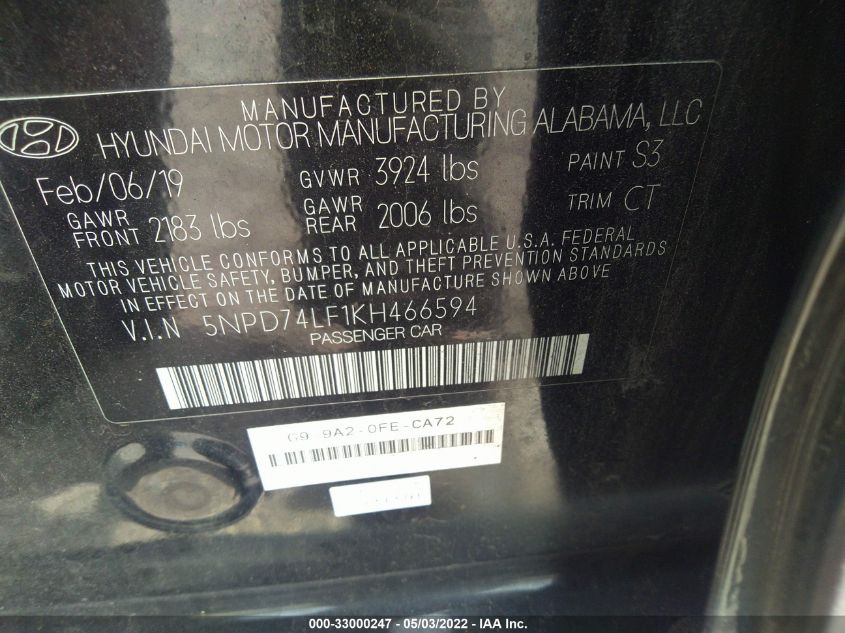 MANUFACTURED BY
HYUNDAI MOTOR MANUFACTURING ALABAMA, LLC
Feb/06/19 GVWR 3924 lbs PAINT S3
GAWR FRONT 2183 lbs GAWR REAR 2006 lbs TRIM CT
THIS VEHICLE CONFORMS TO ALL APPLICABLE U.S.A. FEDERAL
MOTOR VEHICLE SAFETY, BUMPER, AND THEFT PREVENTION STANDARDS
IN EFFECT ON THE DATE OF MANUFACTURE SHOWN ABOVE
V.I.N 5NPD74LF1KH466594
PASSENGER CAR
G9 9A2-0FE-CA72
000-33000247 - 05/03/2022 - IAA Inc.